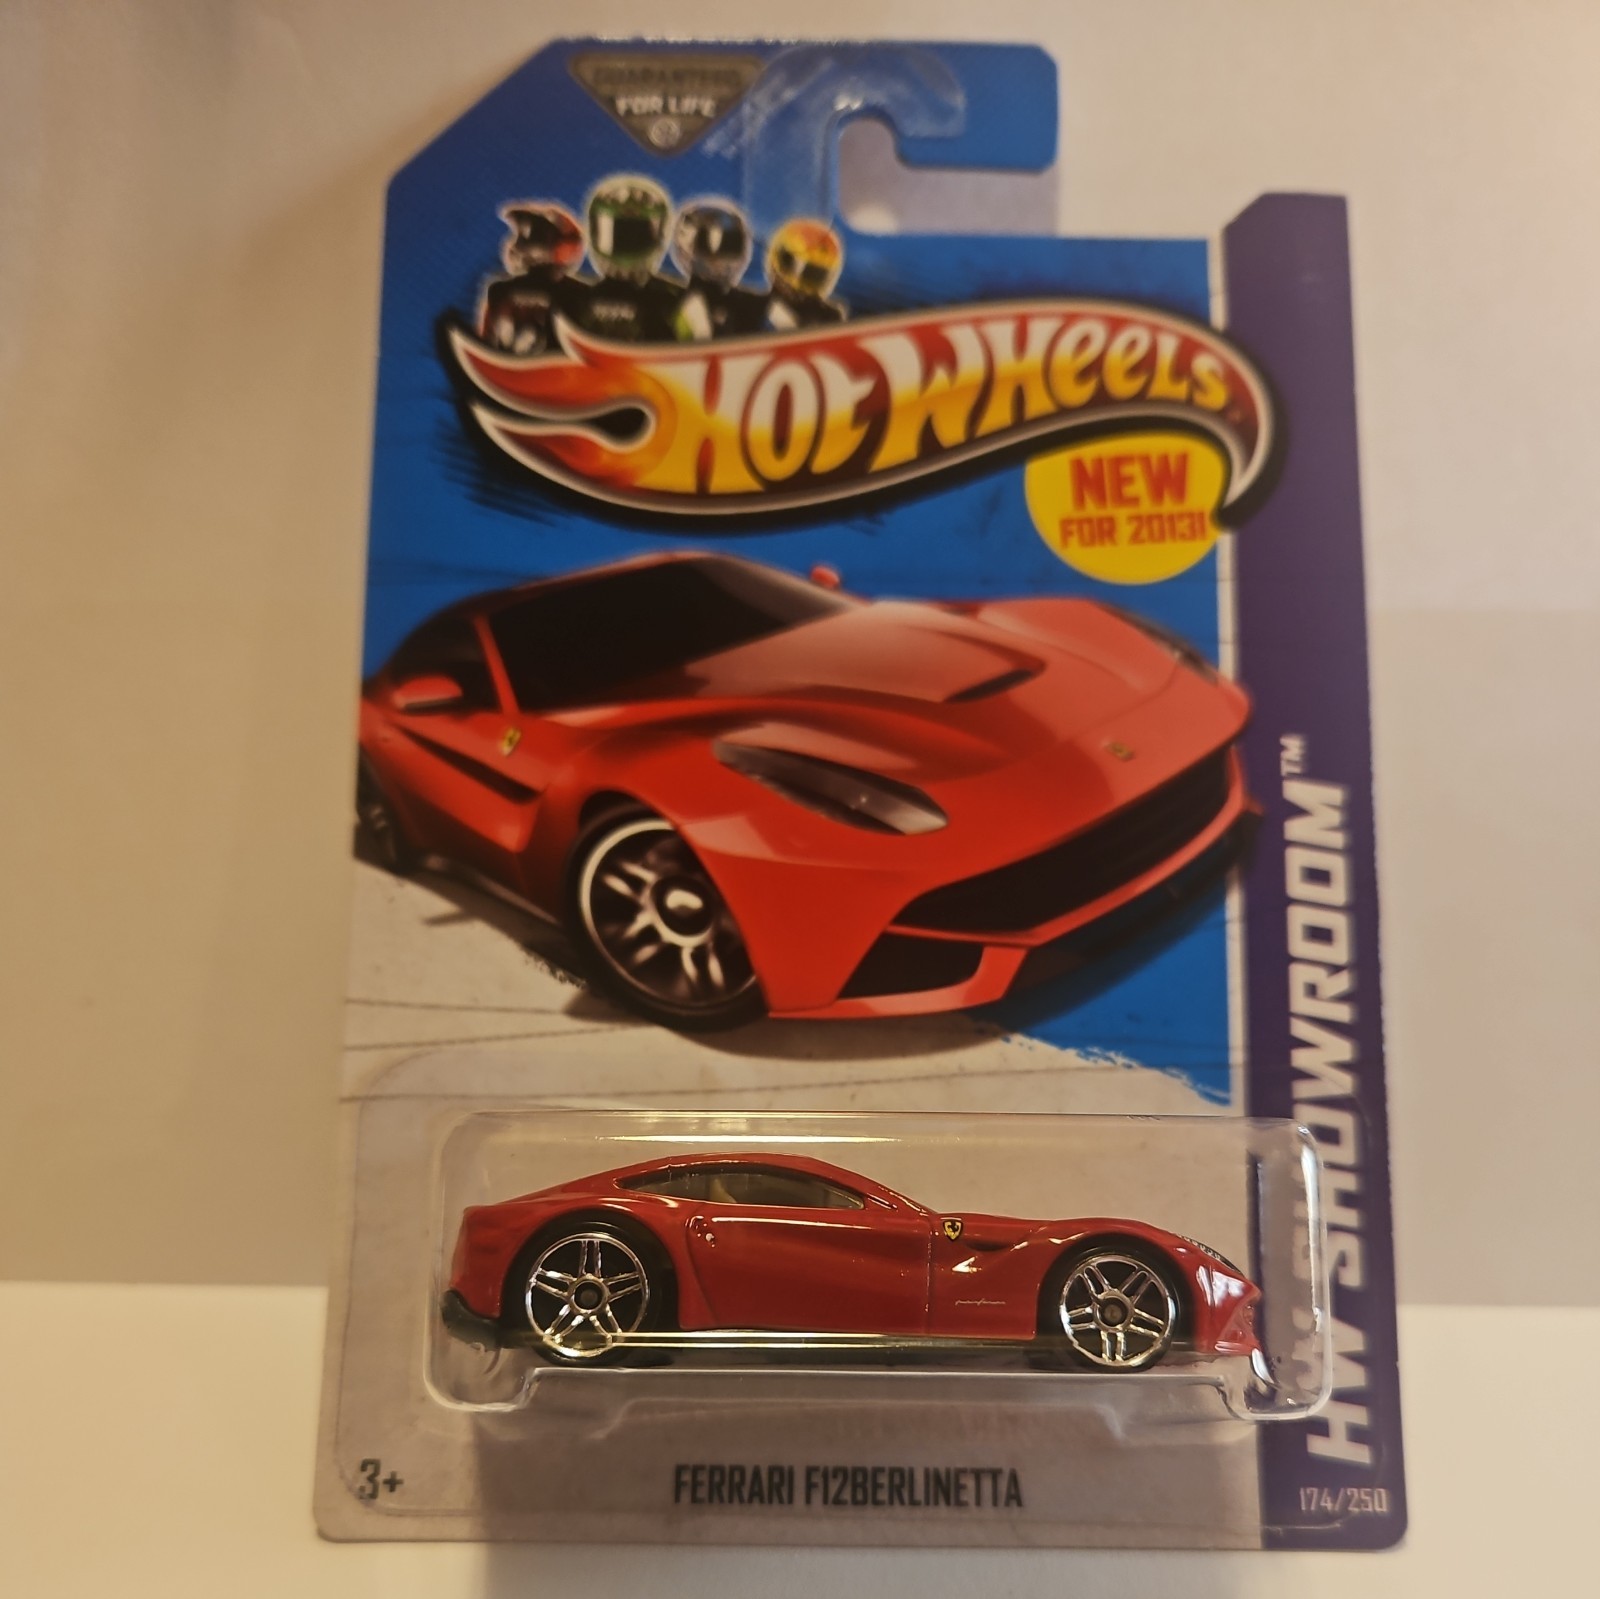 GUARANTEED
FOR LIFE
HOT WHEELS
NEW
FOR 2013!
HW SHOWROOM™
3+
FERRARI F12BERLINETTA
174/250